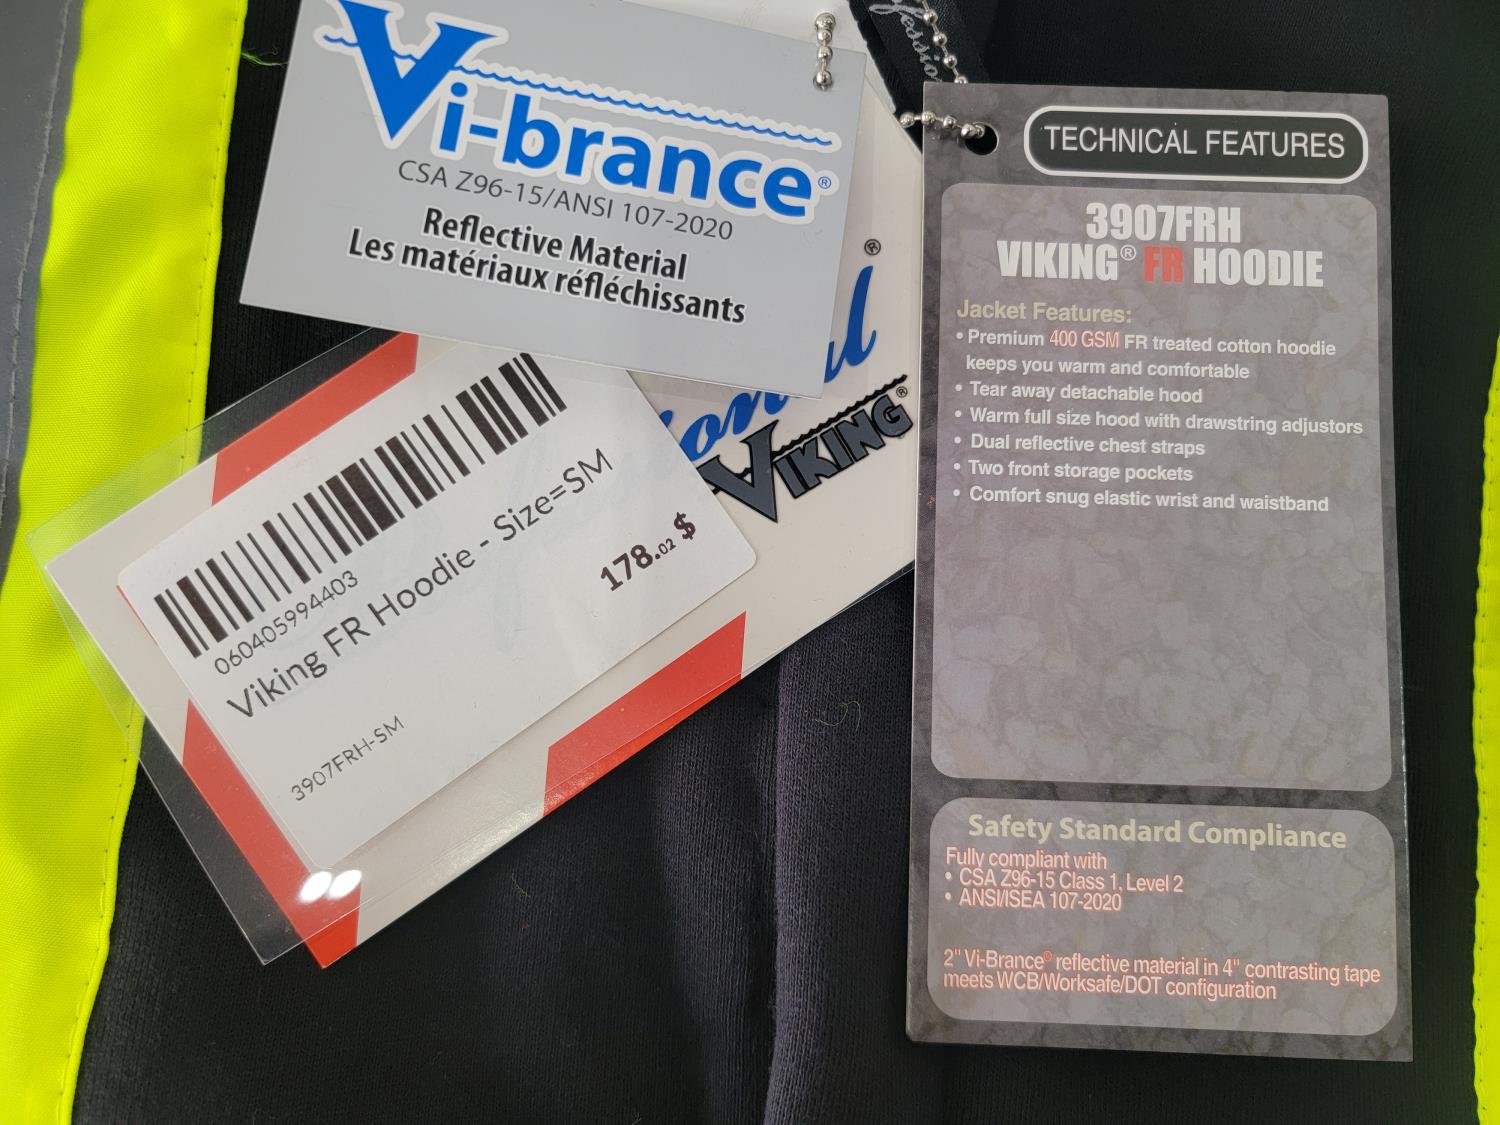 Vi-brance®
CSA Z96-15/ANSI 107-2020
Reflective Material
Les matériaux réfléchissants
®
VIKING®
060405994403
Viking FR Hoodie - Size=SM
178.02 $
3907FRH-SM
TECHNICAL FEATURES
3907FRH
VIKING® FR HOODIE
Jacket Features:
• Premium 400 GSM FR treated cotton hoodie
keeps you warm and comfortable
• Tear away detachable hood
• Warm full size hood with drawstring adjustors
• Dual reflective chest straps
• Two front storage pockets
• Comfort snug elastic wrist and waistband
Safety Standard Compliance
Fully compliant with
• CSA Z96-15 Class 1, Level 2
• ANSI/ISEA 107-2020
2" Vi-Brance® reflective material in 4" contrasting tape
meets WCB/Worksafe/DOT configuration